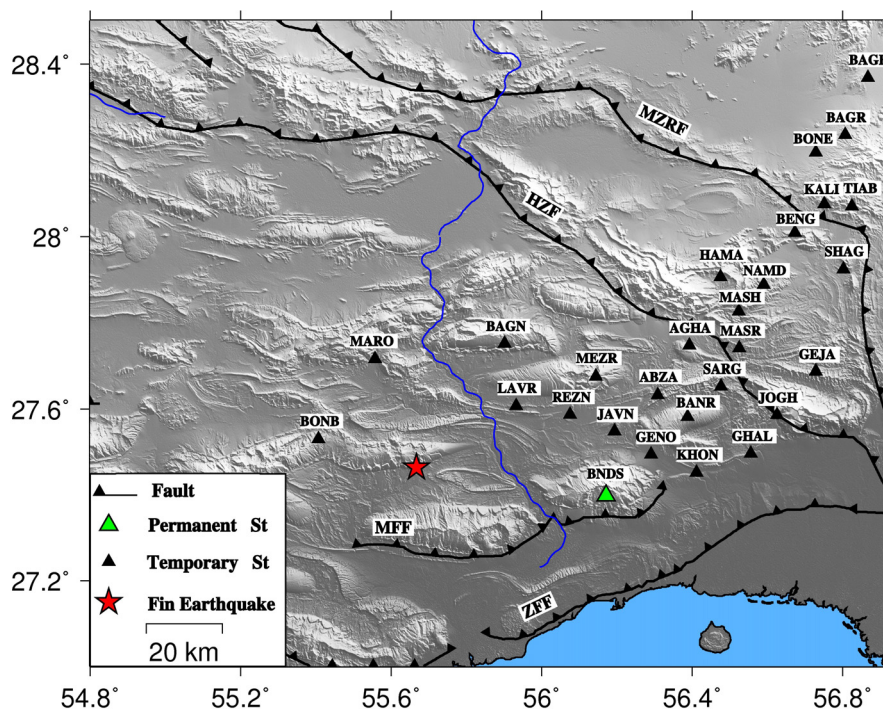 28.4°
28°
27.6°
27.2°
54.8°
55.2°
55.6°
56°
56.4°
56.8°
MZRF
BAGR
BONE
KALI
TIAB
HZF
BENG
HAMA
SHAG
NAMD
MASH
MARO
BAGN
AGHA
MASR
MEZR
GEJA
LAVR
ABZA
SARG
REZN
BANR
JOGH
BONB
JAVN
GENO
GHAL
KHON
BNDS
MFF
ZFF
Fault
Permanent St
Temporary St
Fin Earthquake
20 km